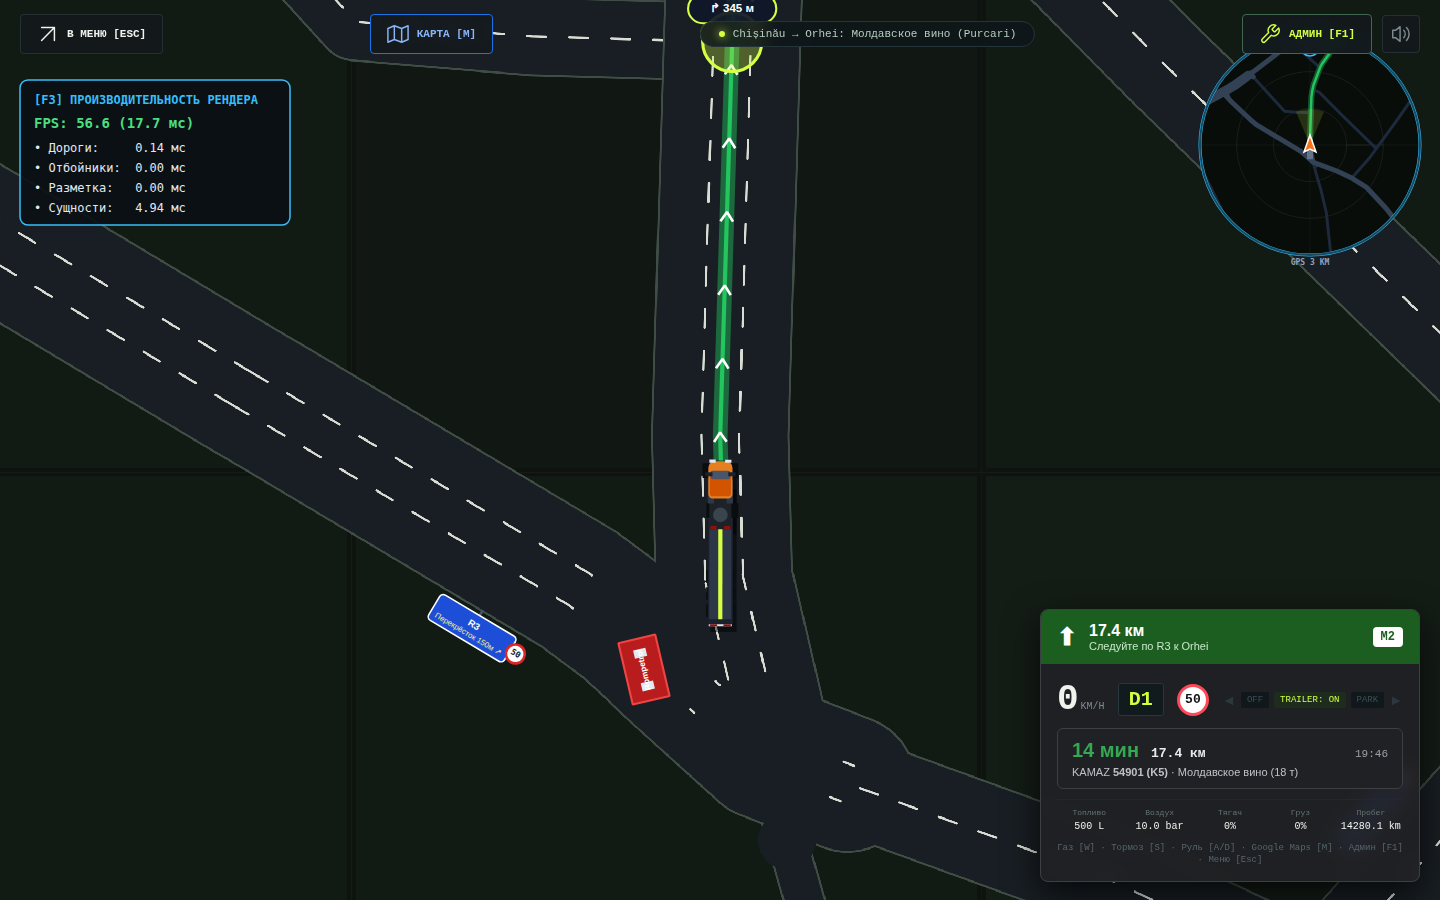 ↱ 345 м
В МЕНЮ [ESC]
КАРТА [M]
Chișinău → Orhei: Молдавское вино (Purcari)
АДМИН [F1]
[F3] ПРОИЗВОДИТЕЛЬНОСТЬ РЕНДЕРА
FPS: 56.6 (17.7 мс)
• Дороги: 0.14 мс
• Отбойники: 0.00 мс
• Разметка: 0.00 мс
• Сущности: 4.94 мс
GPS 3 KM
R3
Перекрёсток 150м ↗
50
17.4 км
Следуйте по R3 к Orhei
M2
0 KM/H
D1
50
◀ OFF TRAILER: ON PARK ▶
14 мин 17.4 км 19:46
KAMAZ 54901 (K5) · Молдавское вино (18 т)
Топливо Воздух Тягач Груз Пробег
500 L 10.0 bar 0% 0% 14280.1 km
Газ [W] · Тормоз [S] · Руль [A/D] · Google Maps [M] · Админ [F1]
· Меню [Esc]